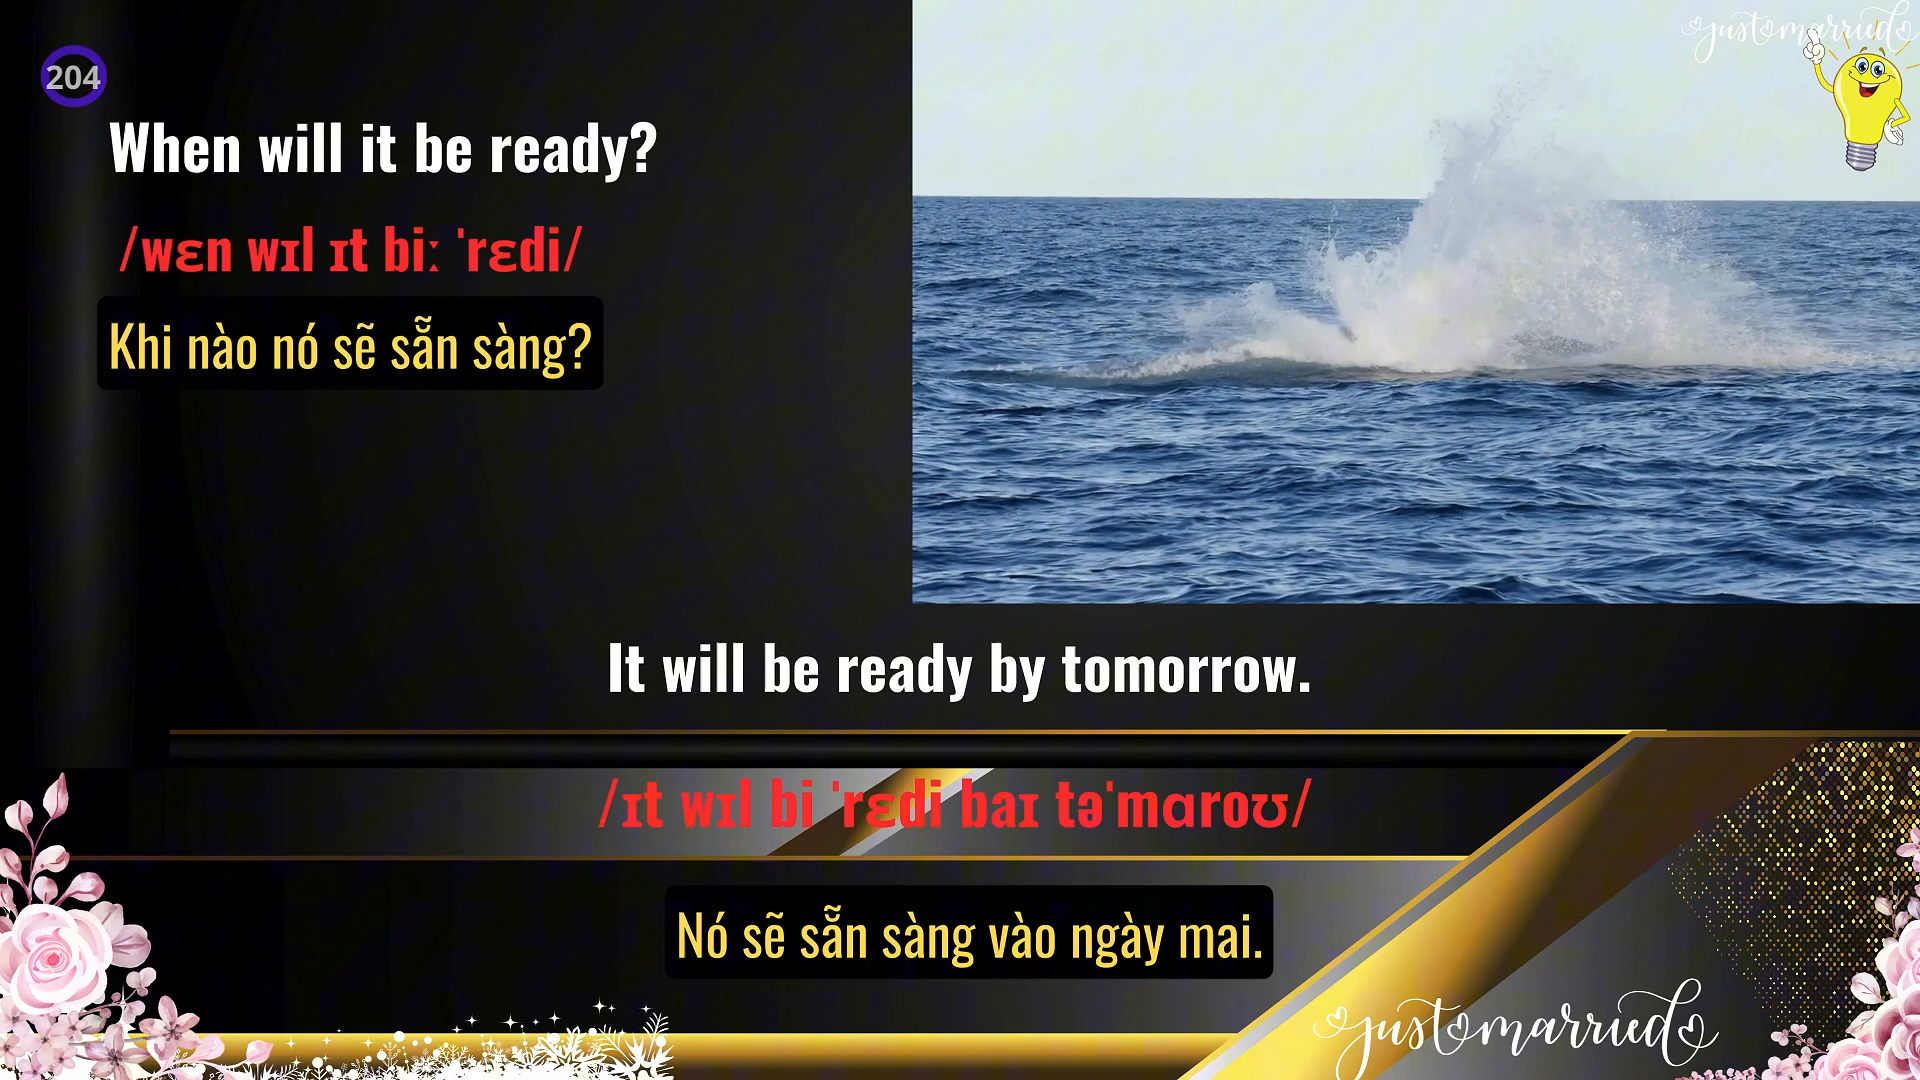 justmarried
204
When will it be ready?
/wɛn wɪl ɪt biː ˈrɛdi/
Khi nào nó sẽ sẵn sàng?
It will be ready by tomorrow.
/ɪt wɪl bi ˈrɛdi baɪ təˈmɑroʊ/
Nó sẽ sẵn sàng vào ngày mai.
justmarried